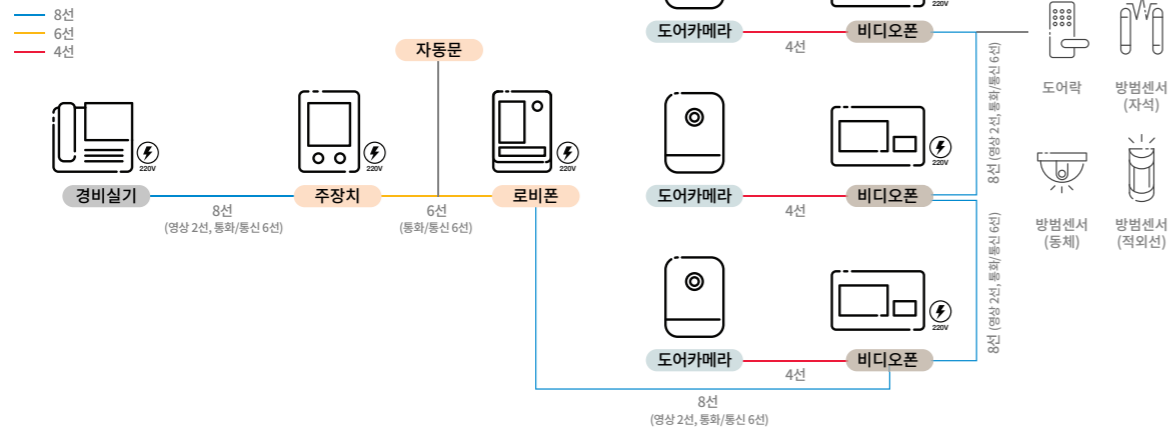 8선
6선
4선
220V
도어카메라
4선
비디오폰
자동문
도어락
방범센서
(자석)
8선 (영상 2선, 통화/통신 6선)
220V
220V
220V
220V
경비실기
8선
(영상 2선, 통화/통신 6선)
주장치
6선
(통화/통신 6선)
로비폰
도어카메라
4선
비디오폰
방범센서
(동체)
방범센서
(적외선)
8선 (영상 2선, 통화/통신 6선)
220V
도어카메라
4선
비디오폰
8선
(영상 2선, 통화/통신 6선)